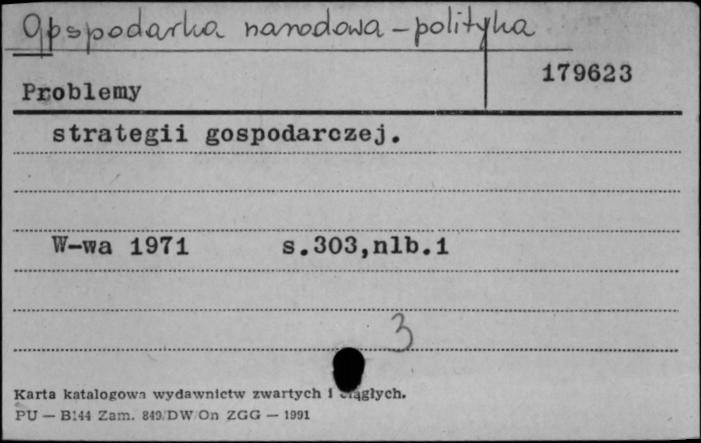 Gospodarka narodowa - polityka
179623
Problemy
strategii gospodarczej.
W-wa 1971 s.303,nlb.1
3
Karta katalogowa wydawnictw zwartych i ciągłych.
PU — B144 Zam. 849/DW/On ZGG — 1991